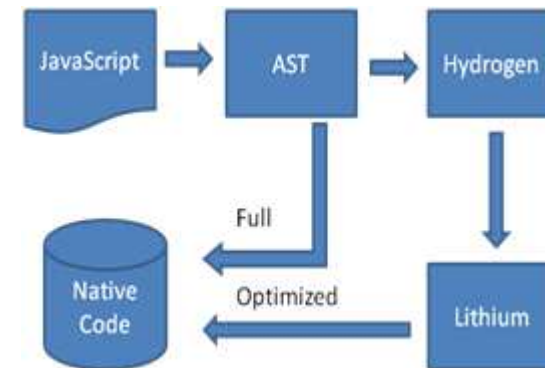 JavaScript
AST
Hydrogen
Full
Optimized
Native
Code
Lithium